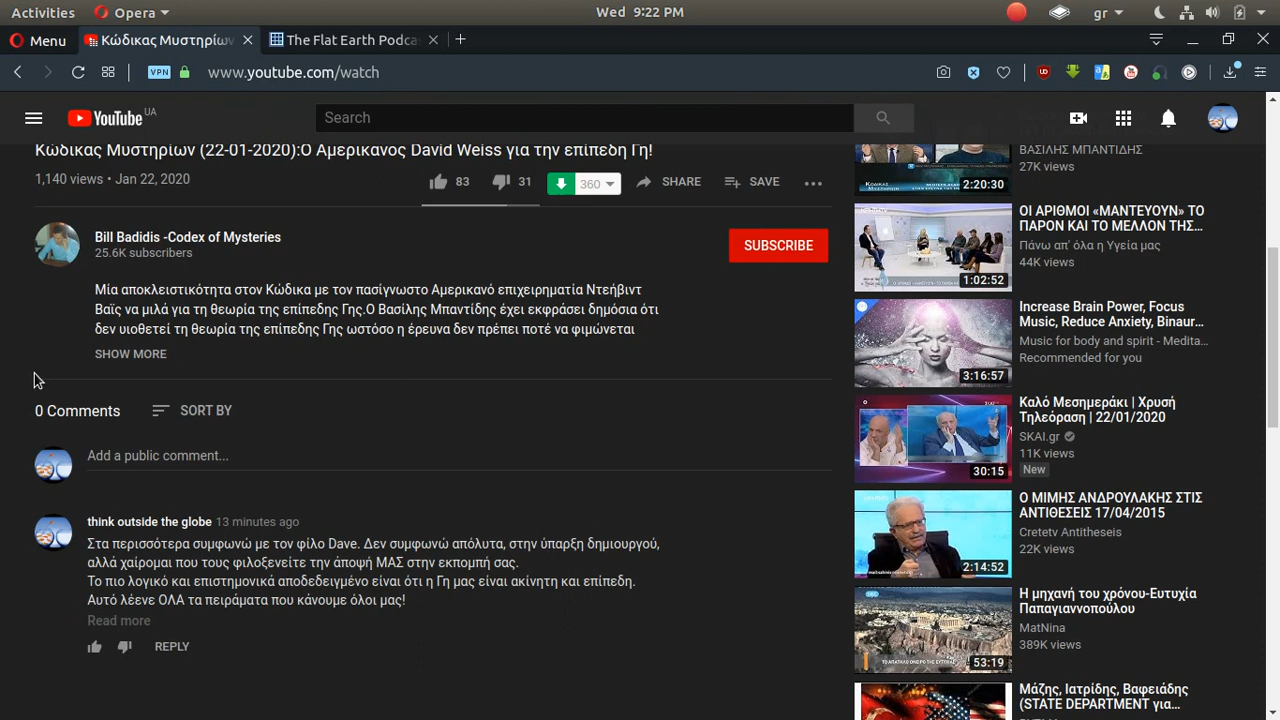 Activities
Opera
Wed 9:22 PM
gr
Menu
Κώδικας Μυστηρίων
The Flat Earth Podca
VPN
www.youtube.com/watch
YouTube
UA
Search
Κώδικας Μυστηρίων (22-01-2020):Ο Αμερικανος David Weiss για την επίπεδη Γη!
1,140 views • Jan 22, 2020
83
31
360
SHARE
SAVE
Bill Badidis -Codex of Mysteries
25.6K subscribers
SUBSCRIBE
Μία αποκλειστικότητα στον Κώδικα με τον πασίγνωστο Αμερικανό επιχειρηματία Ντεήβιντ
Βαϊς να μιλά για τη θεωρία της επίπεδης Γης.Ο Βασίλης Μπαντίδης έχει εκφράσει δημόσια ότι
δεν υιοθετεί τη θεωρία της επίπεδης Γης ωστόσο η έρευνα δεν πρέπει ποτέ να φιμώνεται
SHOW MORE
0 Comments
SORT BY
Add a public comment...
think outside the globe 13 minutes ago
Στα περισσότερα συμφωνώ με τον φίλο Dave. Δεν συμφωνώ απόλυτα, στην ύπαρξη δημιουργού,
αλλά χαίρομαι που τους φιλοξενείτε την άποψή ΜΑΣ στην εκπομπή σας.
Το πιο λογικό και επιστημονικά αποδεδειγμένο είναι ότι η Γη μας είναι ακίνητη και επίπεδη.
Αυτό λέενε ΟΛΑ τα πειράματα που κάνουμε όλοι μας!
Read more
REPLY
ΒΑΣΙΛΗΣ ΜΠΑΝΤΙΔΗΣ
27K views
2:20:30
ΟΙ ΑΡΙΘΜΟΙ «ΜΑΝΤΕΥΟΥΝ» ΤΟ
ΠΑΡΟΝ ΚΑΙ ΤΟ ΜΕΛΛΟΝ ΤΗΣ...
Πάνω απ' όλα η Υγεία μας
44K views
1:02:52
Increase Brain Power, Focus
Music, Reduce Anxiety, Binaur...
Music for body and spirit - Medita...
Recommended for you
3:16:57
Καλό Μεσημεράκι | Χρυσή
Τηλεόραση | 22/01/2020
SKAI.gr
11K views
New
30:15
Ο ΜΙΜΗΣ ΑΝΔΡΟΥΛΑΚΗΣ ΣΤΙΣ
ΑΝΤΙΘΕΣΕΙΣ 17/04/2015
Cretetv Antitheseis
22K views
2:14:52
Η μηχανή του χρόνου-Ευτυχία
Παπαγιαννοπούλου
MatNina
389K views
53:19
Μάζης, Ιατρίδης, Βαφειάδης
(STATE DEPARTMENT για...